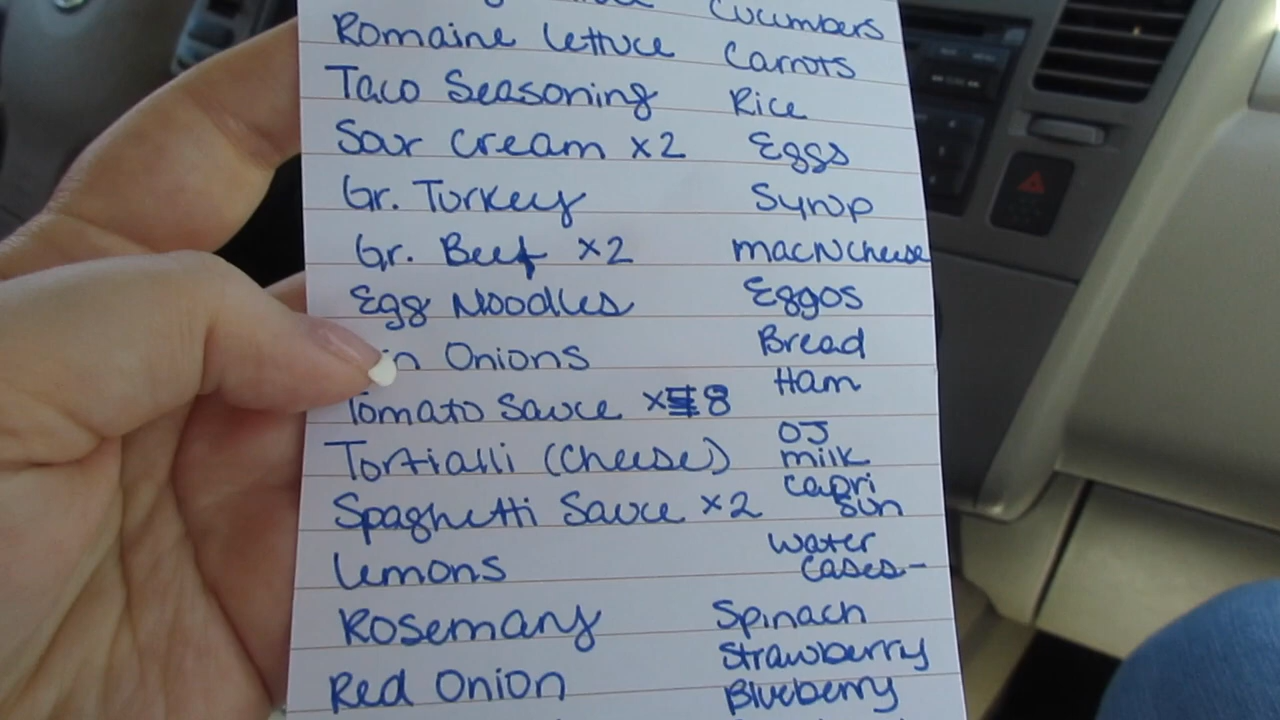 Cucumbers
Romaine Lettuce
Taco Seasoning
Sour Cream x2
Gr. Turkey
Gr. Beef x2
Egg Noodles
Onions
Tomato Sauce x 8
Tortialli (Cheese)
Spaghetti Sauce x2
Lemons
Rosemary
Red Onion
Carrots
Rice
Eggs
Syrup
macNCheese
Eggos
Bread
Ham
OJ
milk
capri
sun
water
cases-
Spinach
Strawberry
Blueberry